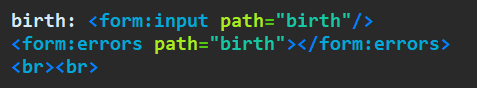 birth: <form:input path="birth"/>
<form:errors path="birth"></form:errors>
<br><br>